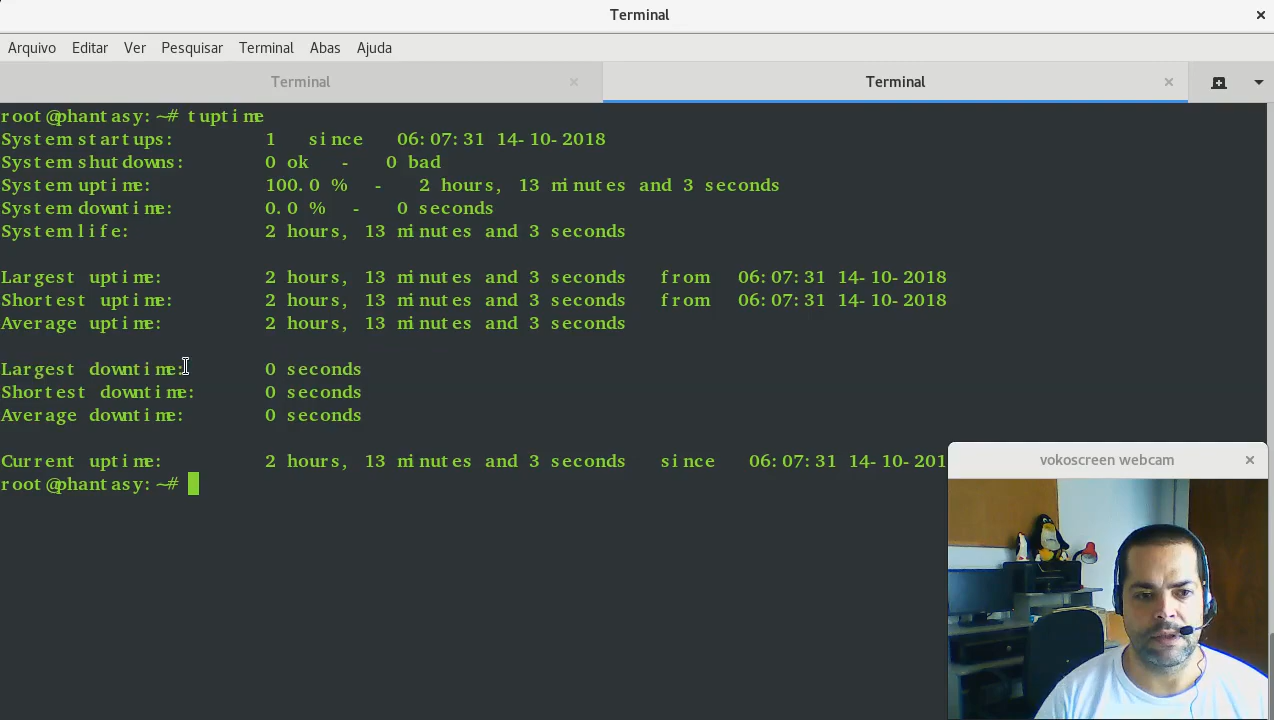 Terminal
Arquivo Editar Ver Pesquisar Terminal Abas Ajuda
Terminal Terminal
root@phantasy:~# tuptime
System startups: 1 since 06:07:31 14-10-2018
System shutdowns: 0 ok - 0 bad
System uptime: 100.0 % - 2 hours, 13 minutes and 3 seconds
System downtime: 0.0 % - 0 seconds
System life: 2 hours, 13 minutes and 3 seconds
Largest uptime: 2 hours, 13 minutes and 3 seconds from 06:07:31 14-10-2018
Shortest uptime: 2 hours, 13 minutes and 3 seconds from 06:07:31 14-10-2018
Average uptime: 2 hours, 13 minutes and 3 seconds
Largest downtime: 0 seconds
Shortest downtime: 0 seconds
Average downtime: 0 seconds
Current uptime: 2 hours, 13 minutes and 3 seconds since 06:07:31 14-10-201
root@phantasy:~#
vokoscreen webcam